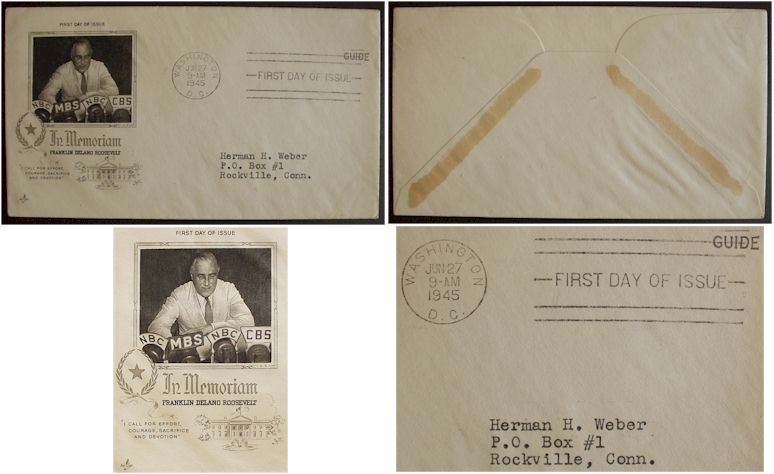 FIRST DAY OF ISSUE
NBC MBS NBC CBS
In Memoriam
FRANKLIN DELANO ROOSEVELT
"I CALL FOR EFFORT,
COURAGE, SACRIFICE
AND DEVOTION"
WASHINGTON
JUN 27
9-AM
1945
D. C.
GUIDE
FIRST DAY OF ISSUE
Herman H. Weber
P.O. Box #1
Rockville, Conn.
FIRST DAY OF ISSUE
NBC MBS NBC CBS
In Memoriam
FRANKLIN DELANO ROOSEVELT
"I CALL FOR EFFORT,
COURAGE, SACRIFICE
AND DEVOTION"
WASHINGTON
JUN 27
9-AM
1945
D. C.
GUIDE
FIRST DAY OF ISSUE
Herman H. Weber
P.O. Box #1
Rockville, Conn.